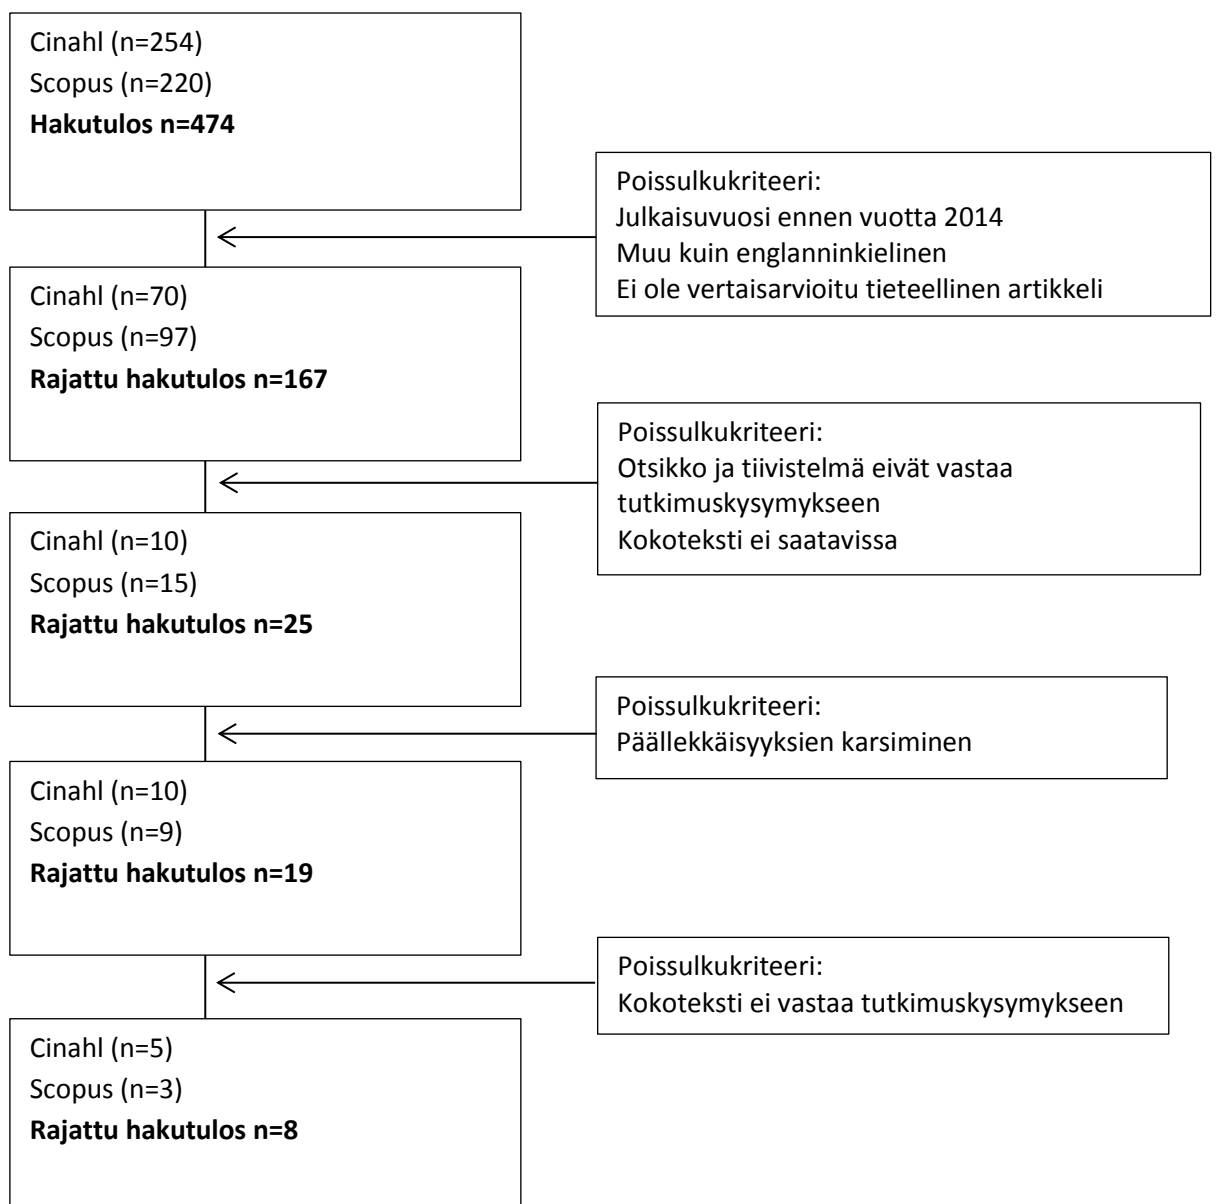 Cinahl (n=254)
Scopus (n=220)
Hakutulos n=474
Poissulkukriteeri:
Julkaisuvuosi ennen vuotta 2014
Muu kuin englanninkielinen
Ei ole vertaisarvioitu tieteellinen artikkeli
Cinahl (n=70)
Scopus (n=97)
Rajattu hakutulos n=167
Poissulkukriteeri:
Otsikko ja tiivistelmä eivät vastaa
tutkimuskysymykseen
Kokoteksti ei saatavissa
Cinahl (n=10)
Scopus (n=15)
Rajattu hakutulos n=25
Poissulkukriteeri:
Päällekkäisyyksien karsiminen
Cinahl (n=10)
Scopus (n=9)
Rajattu hakutulos n=19
Poissulkukriteeri:
Kokoteksti ei vastaa tutkimuskysymykseen
Cinahl (n=5)
Scopus (n=3)
Rajattu hakutulos n=8